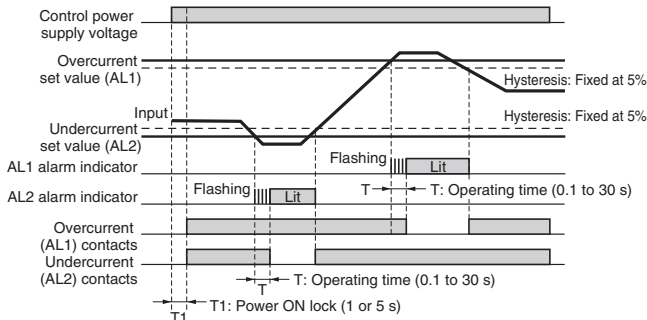 Control power
supply voltage
Overcurrent
set value (AL1)
Hysteresis: Fixed at 5%
Input
Hysteresis: Fixed at 5%
Undercurrent
set value (AL2)
AL1 alarm indicator
Flashing
Lit
T
T: Operating time (0.1 to 30 s)
AL2 alarm indicator
Flashing
Lit
Overcurrent
(AL1) contacts
Undercurrent
(AL2) contacts
T
T: Operating time (0.1 to 30 s)
T1
T1: Power ON lock (1 or 5 s)